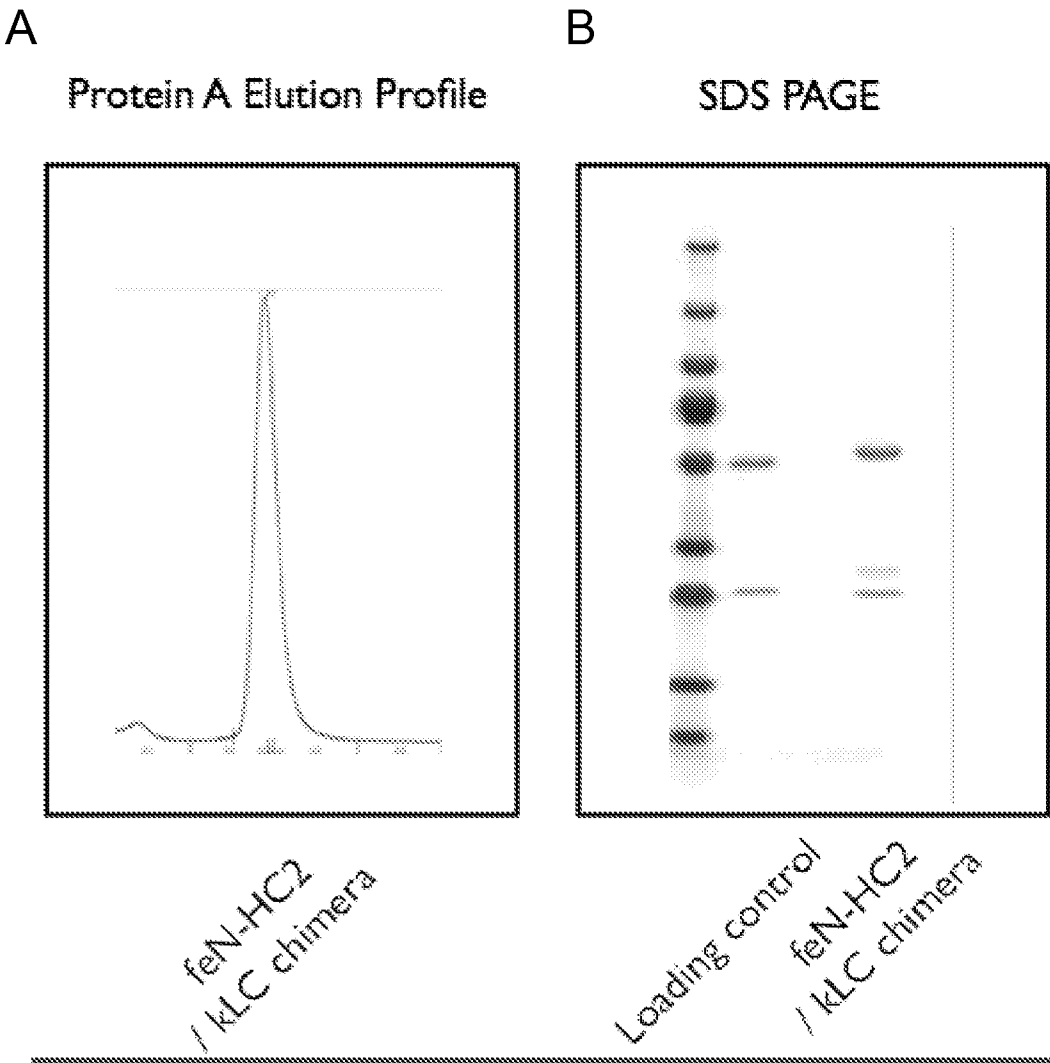 A
B
Protein A Elution Profile
SDS PAGE
feN-HC2
/ kLC chimera
Loading control
feN-HC2
/ kLC chimera